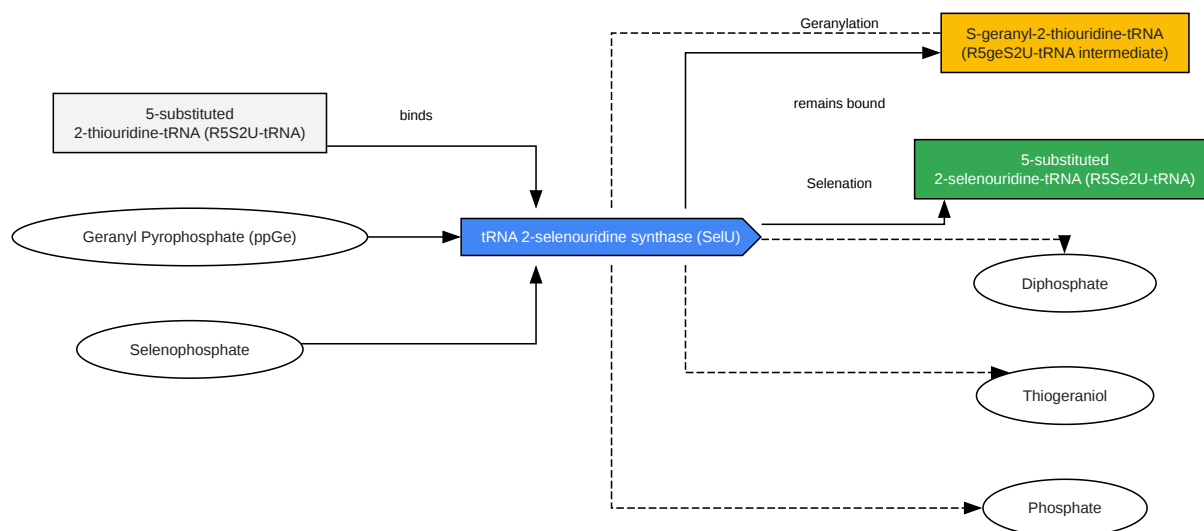 Geranylation
S-geranyl-2-thiouridine-tRNA
(R5geS2U-tRNA intermediate)
5-substituted
2-thiouridine-tRNA (R5S2U-tRNA)
binds
remains bound
5-substituted
2-selenouridine-tRNA (R5Se2U-tRNA)
Selenation
Geranyl Pyrophosphate (ppGe)
tRNA 2-selenouridine synthase (SelU)
Diphosphate
Selenophosphate
Thiogeraniol
Phosphate